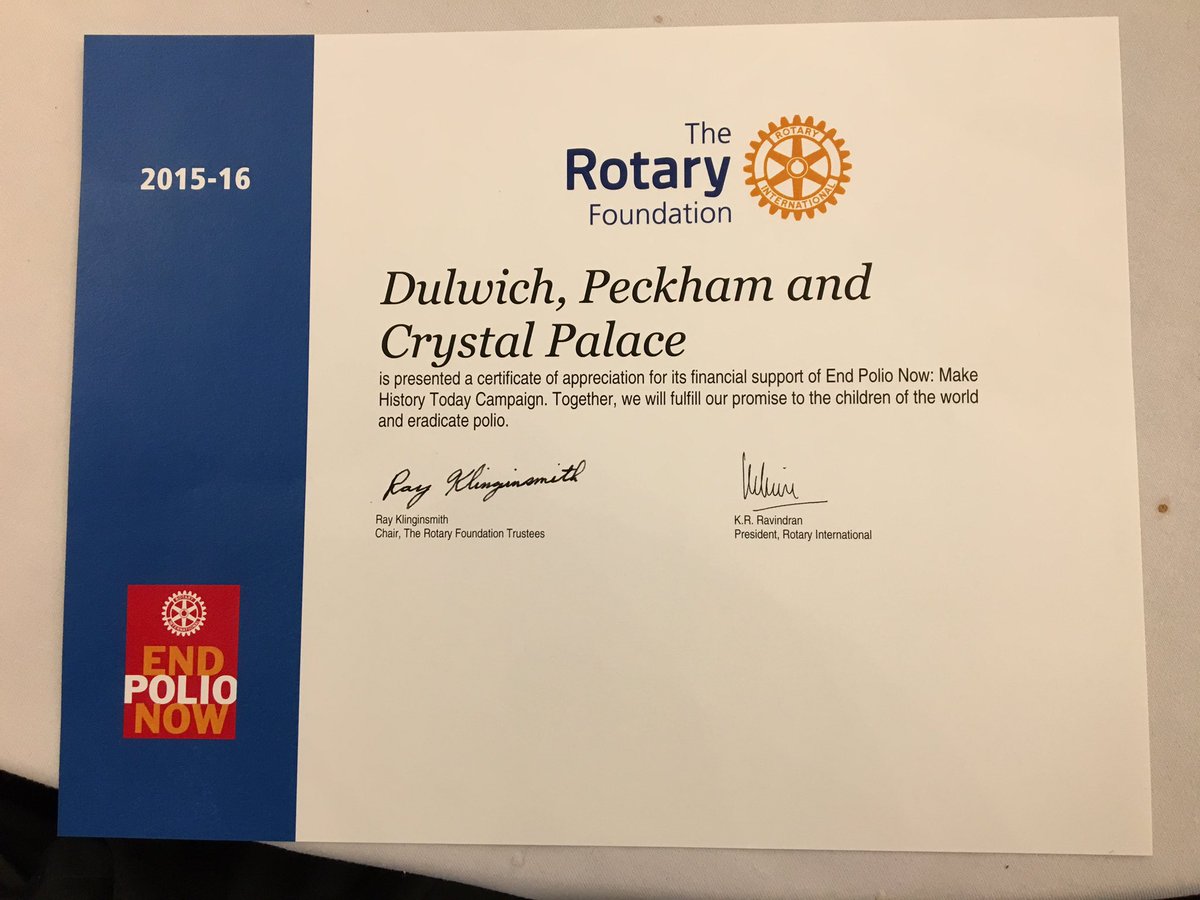 2015-16
The
Rotary
Foundation
ROTARY
INTERNATIONAL
Dulwich, Peckham and
Crystal Palace
is presented a certificate of appreciation for its financial support of End Polio Now: Make
History Today Campaign. Together, we will fulfill our promise to the children of the world
and eradicate polio.
Ray Klinginsmith
Ray Klinginsmith
Chair, The Rotary Foundation Trustees
K.R. Ravindran
President, Rotary International
END
POLIO
NOW